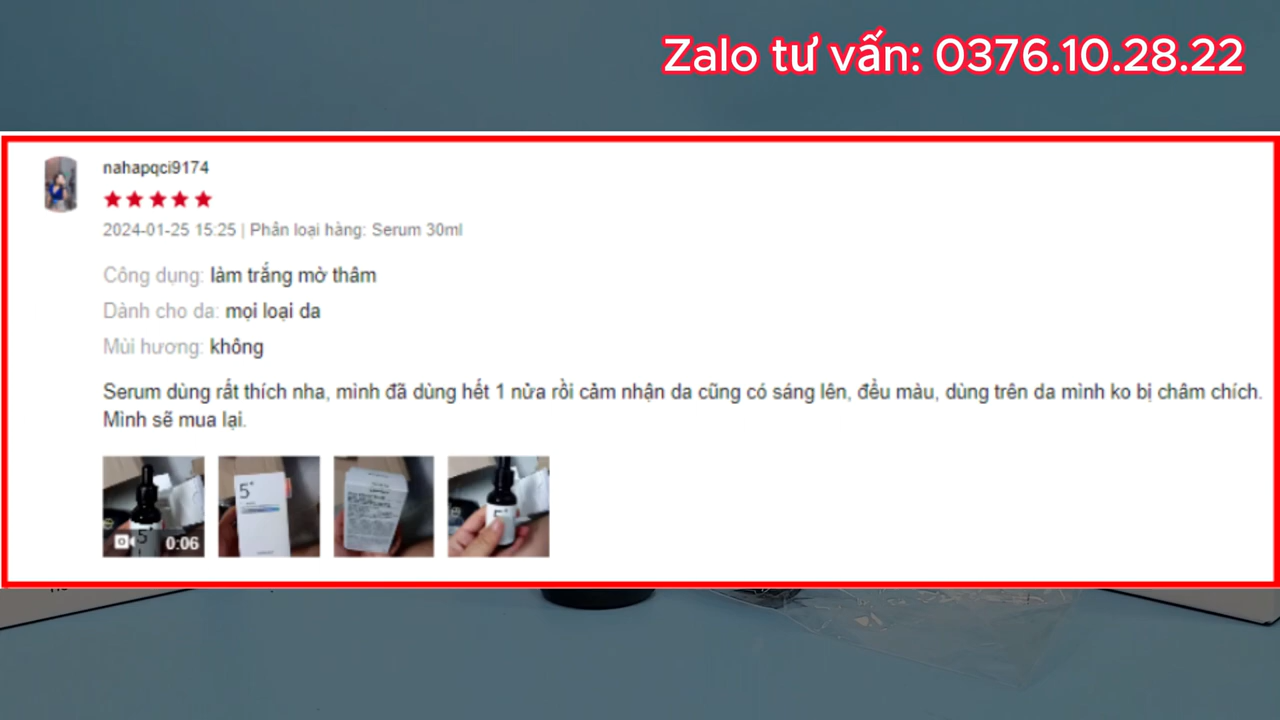 Zalo tư vấn: 0376.10.28.22
nahapqci9174
2024-01-25 15:25 | Phân loại hàng: Serum 30ml
Công dụng: làm trắng mờ thâm
Dành cho da: mọi loại da
Mùi hương: không
Serum dùng rất thích nha, mình đã dùng hết 1 nửa rồi cảm nhận da cũng có sáng lên, đều màu, dùng trên da mình ko bị châm chích.
Mình sẽ mua lại.
5+
0:06
5+
5+